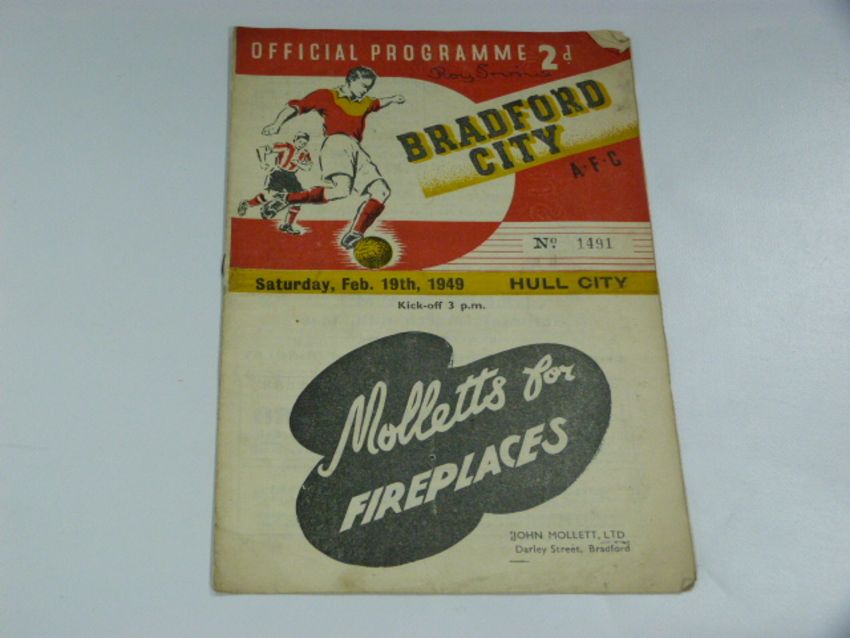 OFFICIAL PROGRAMME 2d.
BRADFORD
CITY
A·F·C
No. 1491
Saturday, Feb. 19th, 1949 HULL CITY
Kick-off 3 p.m.
Molletts for
FIREPLACES
JOHN MOLLETT, LTD
Darley Street, Bradford